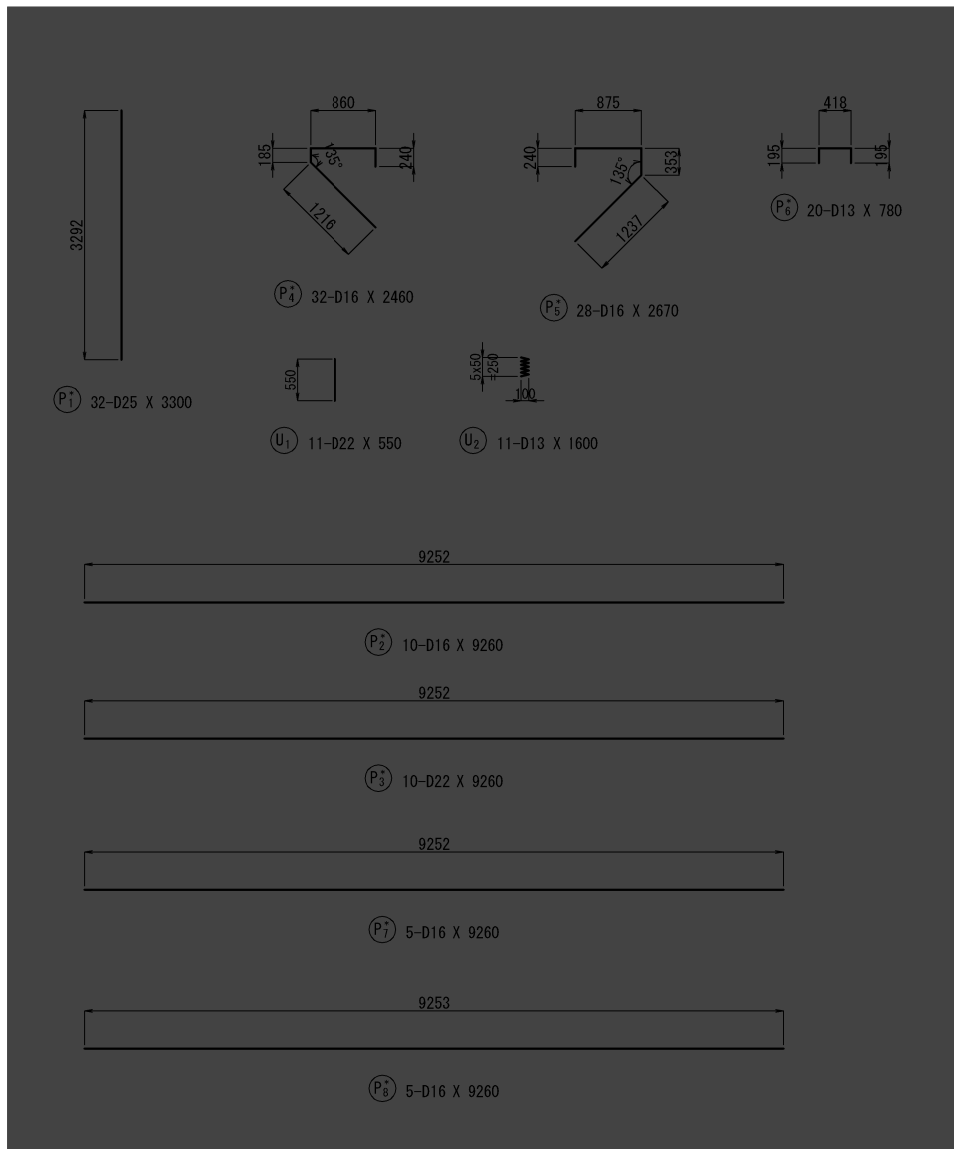 860
875
418
185
135°
240
240
135°
353
195
195
3292
1216
1237
P6* 20-D13 X 780
P4* 32-D16 X 2460
P5* 28-D16 X 2670
550
5x50
=250
100
P1* 32-D25 X 3300
U1 11-D22 X 550
U2 11-D13 X 1600
9252
P2* 10-D16 X 9260
9252
P3* 10-D22 X 9260
9252
P7* 5-D16 X 9260
9253
P8* 5-D16 X 9260